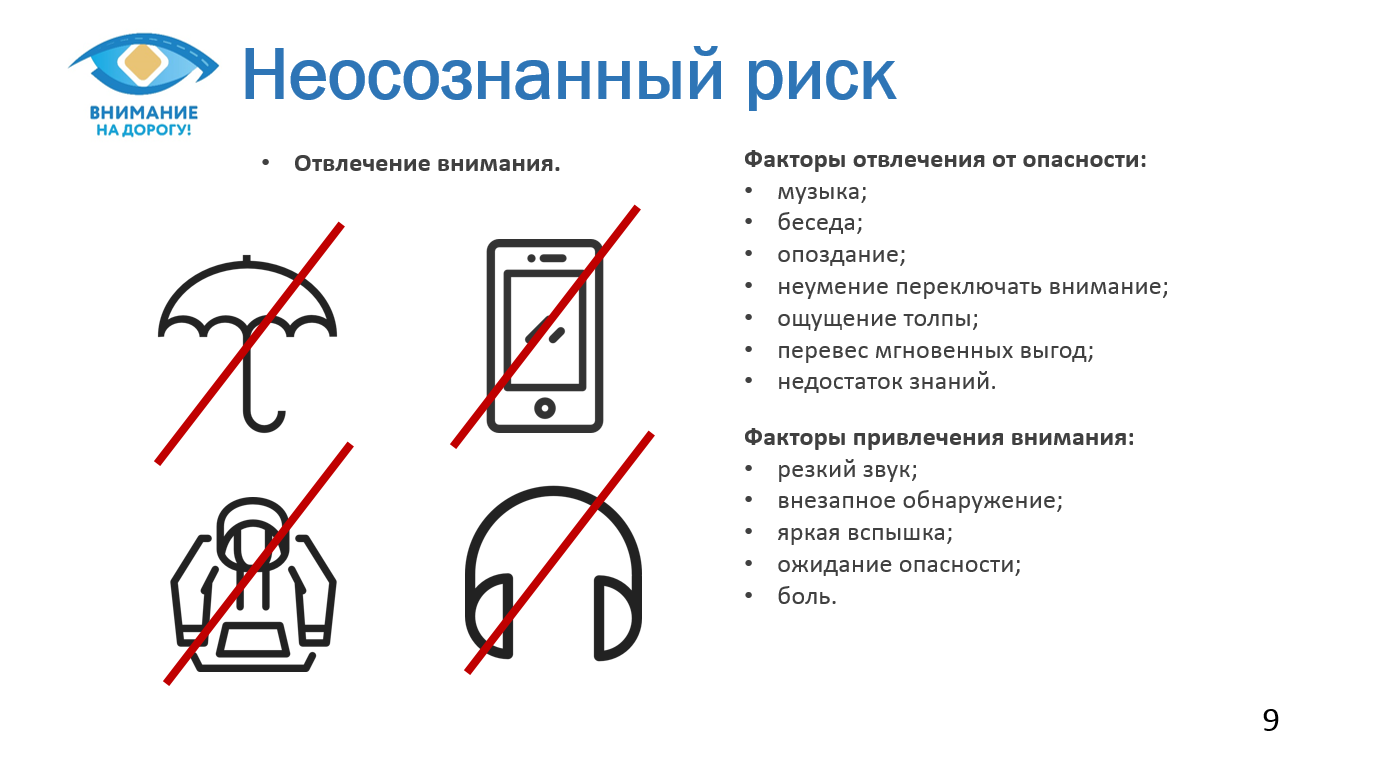 ВНИМАНИЕ
НА ДОРОГУ!
Неосознанный риск
• Отвлечение внимания.
Факторы отвлечения от опасности:
• музыка;
• беседа;
• опоздание;
• неумение переключать внимание;
• ощущение толпы;
• перевес мгновенных выгод;
• недостаток знаний.
Факторы привлечения внимания:
• резкий звук;
• внезапное обнаружение;
• яркая вспышка;
• ожидание опасности;
• боль.
9